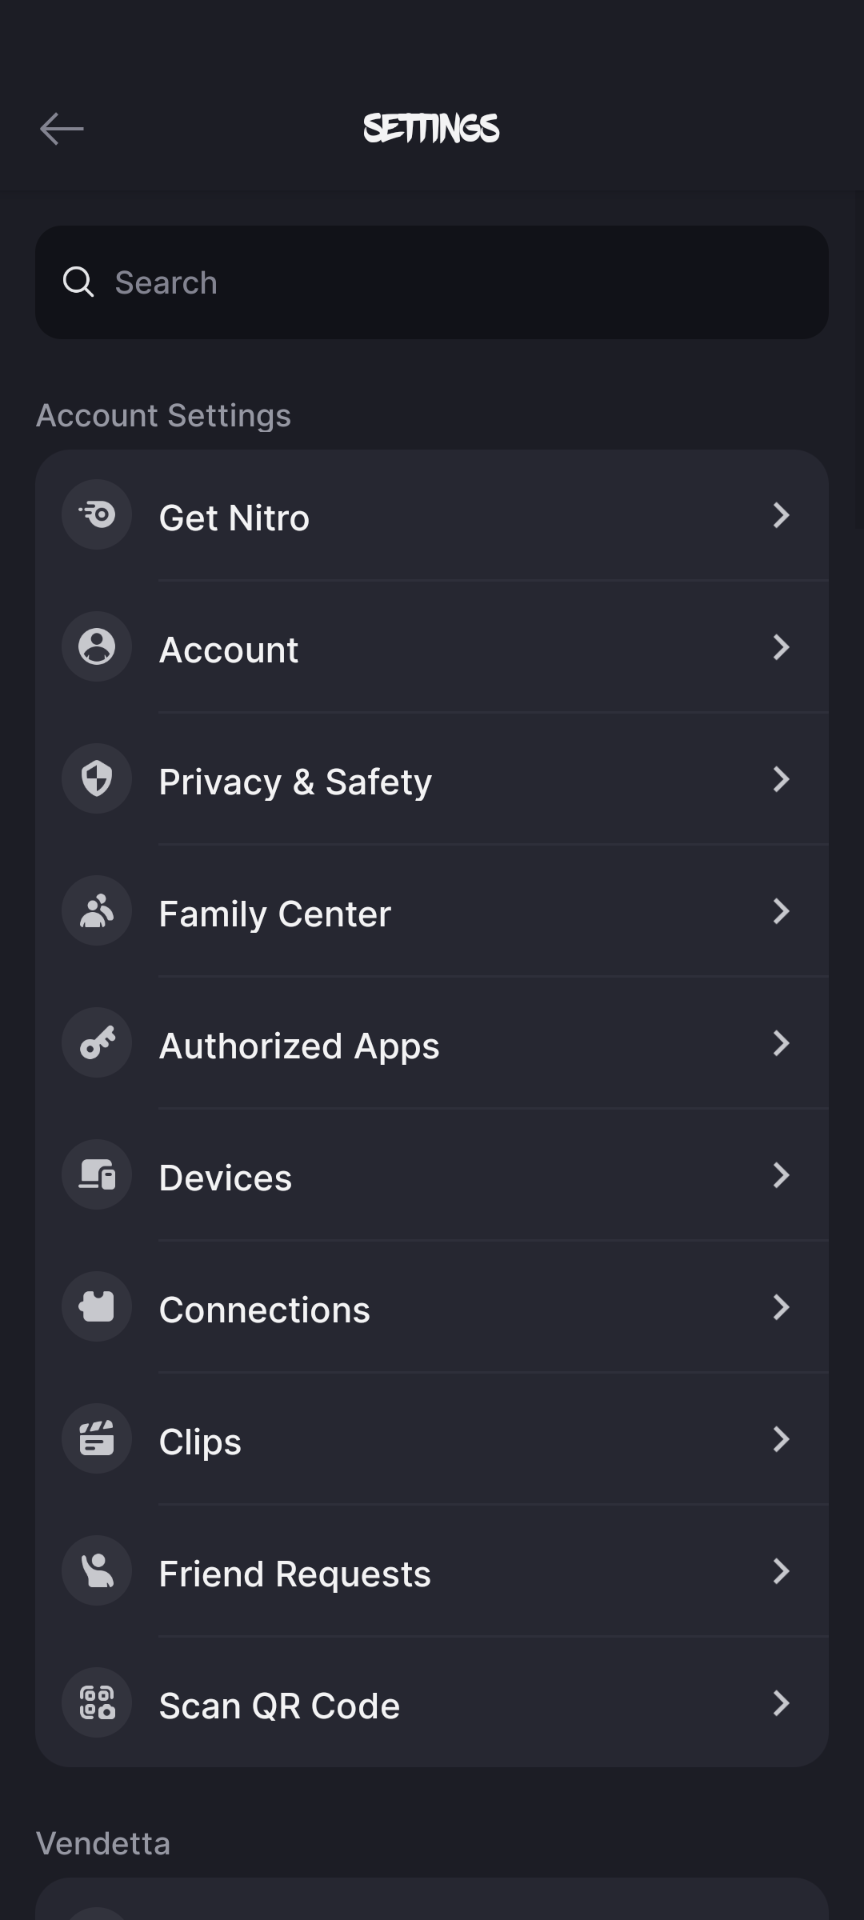 SETTINGS
Search
Account Settings
Get Nitro
Account
Privacy & Safety
Family Center
Authorized Apps
Devices
Connections
Clips
Friend Requests
Scan QR Code
Vendetta